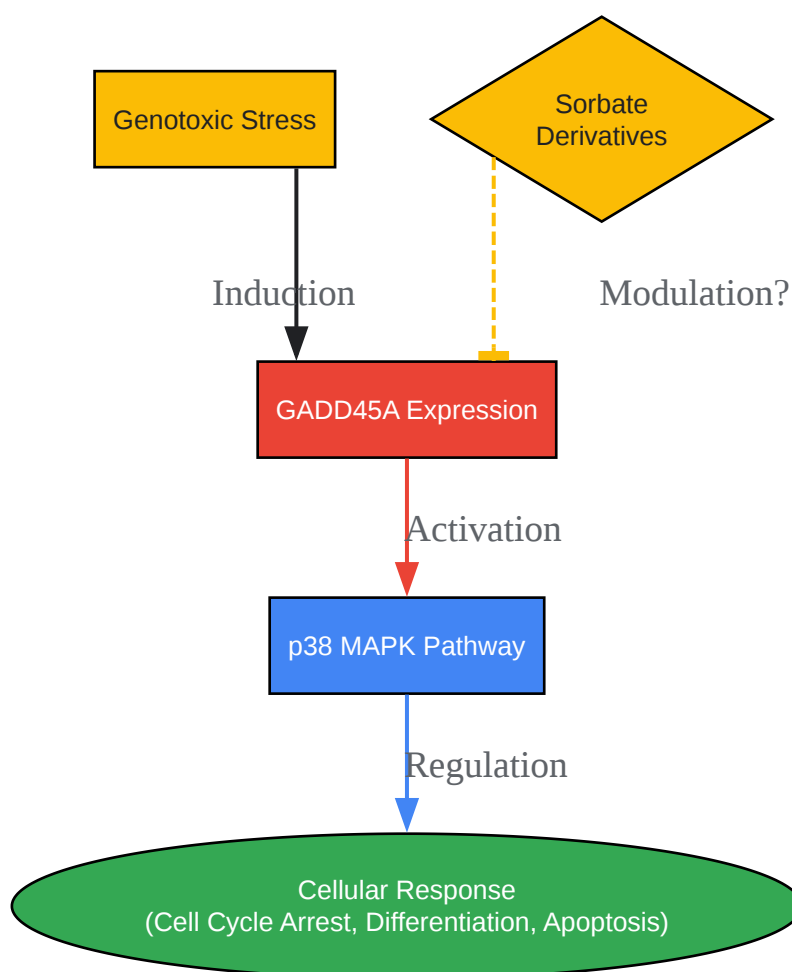 Genotoxic Stress
Sorbate
Derivatives
Induction
Modulation?
GADD45A Expression
Activation
p38 MAPK Pathway
Regulation
Cellular Response
(Cell Cycle Arrest, Differentiation, Apoptosis)